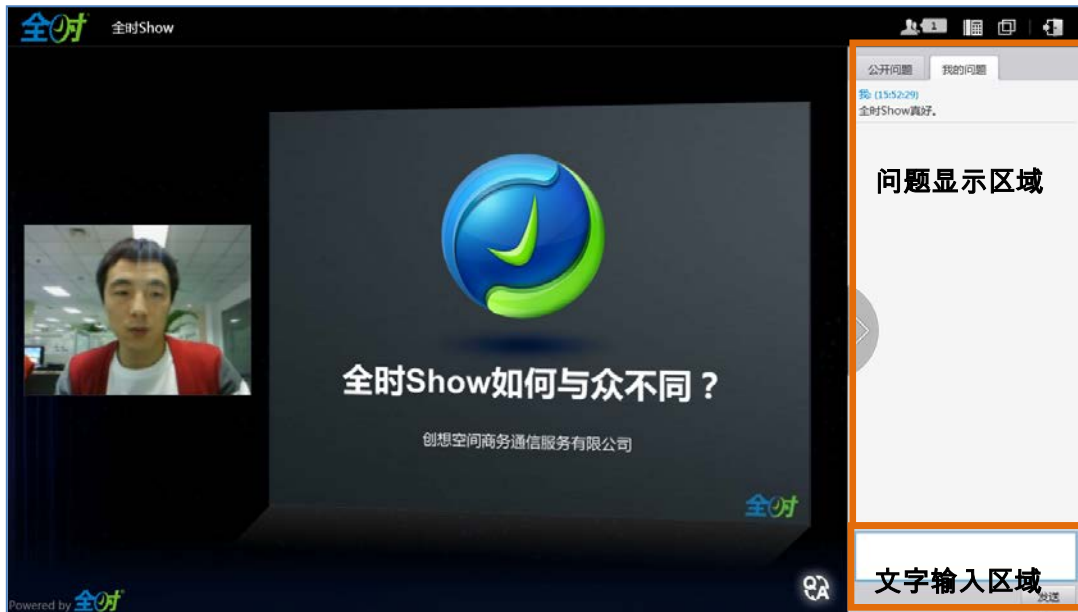 全时
全时Show
1
公开问题
我的问题
我: (15:52:29)
全时Show真好。
问题显示区域
全时Show如何与众不同？
创想空间商务通信服务有限公司
全时
文字输入区域
发送
QA
Powered by 全时